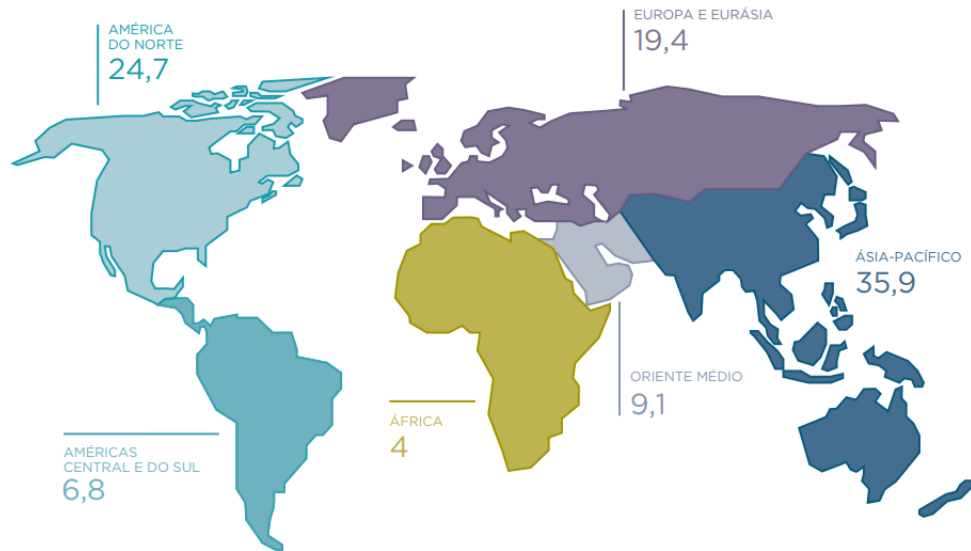 AMÉRICA
DO NORTE
24,7
EUROPA E EURÁSIA
19,4
ÁSIA-PACÍFICO
35,9
ORIENTE MÉDIO
9,1
ÁFRICA
4
AMÉRICAS
CENTRAL E DO SUL
6,8